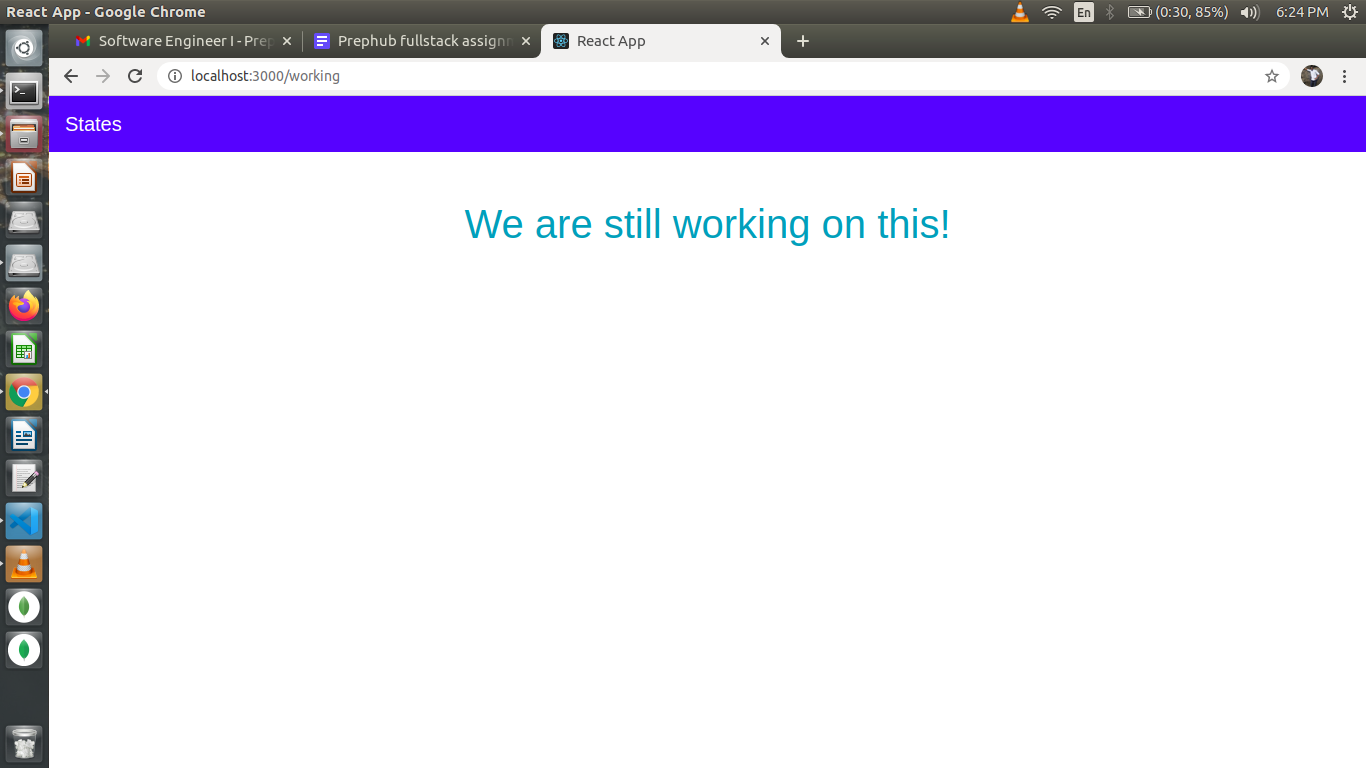 React App - Google Chrome
En
(0:30, 85%)
6:24 PM
Software Engineer I - Prep
Prephub fullstack assignm
React App
localhost:3000/working
States
We are still working on this!